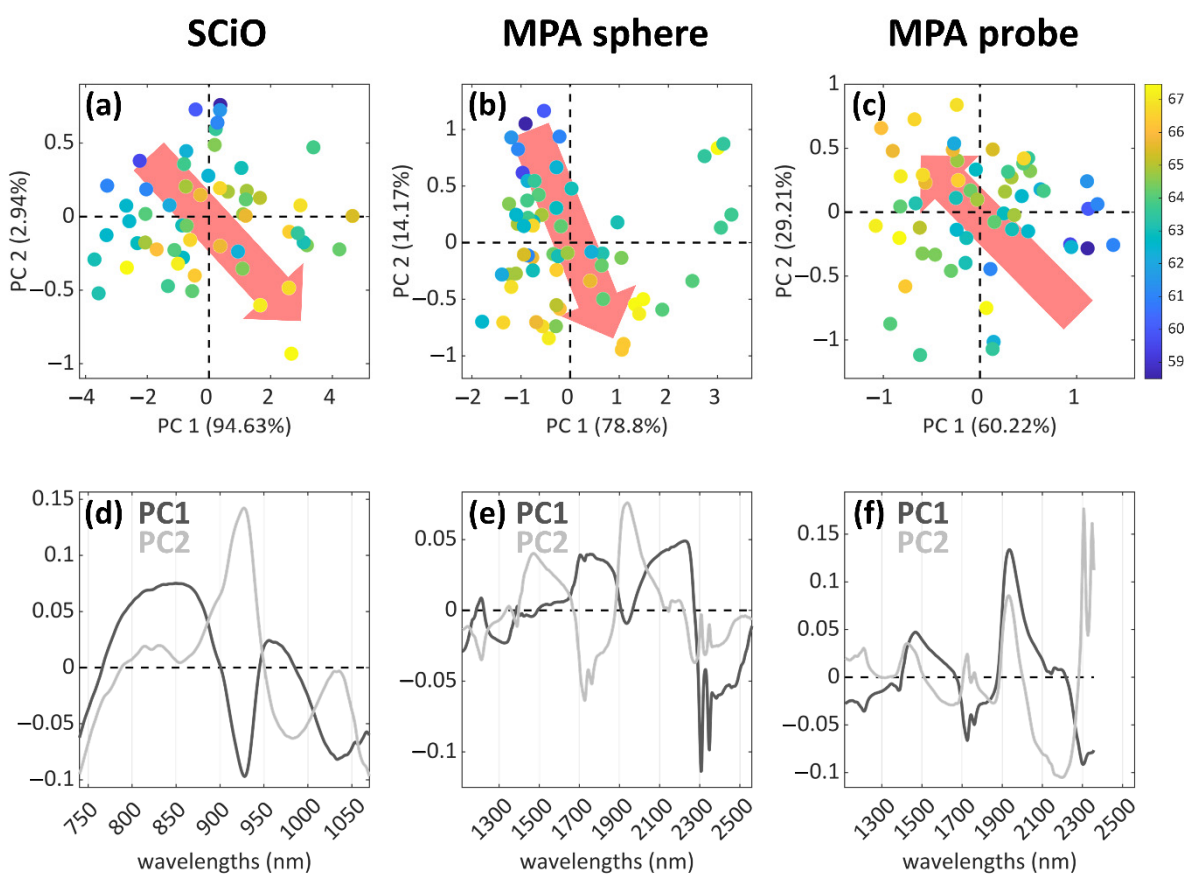 SCiO MPA sphere MPA probe
(a) (b) (c)
0.5 0 −0.5 −1
1 0.5 0 −0.5 −1
1 0.5 0 −0.5 −1
67 66 65 64 63 62 61 60 59
PC 2 (2.94%) PC 2 (14.17%) PC 2 (29.21%)
−4 −2 0 2 4 −2 −1 0 1 2 3 −1 0 1
PC 1 (94.63%) PC 1 (78.8%) PC 1 (60.22%)
(d) PC1 (e) PC1 (f) PC1
PC2 PC2 PC2
0.15 0.1 0.05 0 −0.05 −0.1
0.05 0 −0.05 −0.1
0.15 0.1 0.05 0 −0.05 −0.1
750 800 850 900 950 1000 1050 1300 1500 1700 1900 2100 2300 2500 1300 1500 1700 1900 2100 2300 2500
wavelengths (nm) wavelengths (nm) wavelengths (nm)